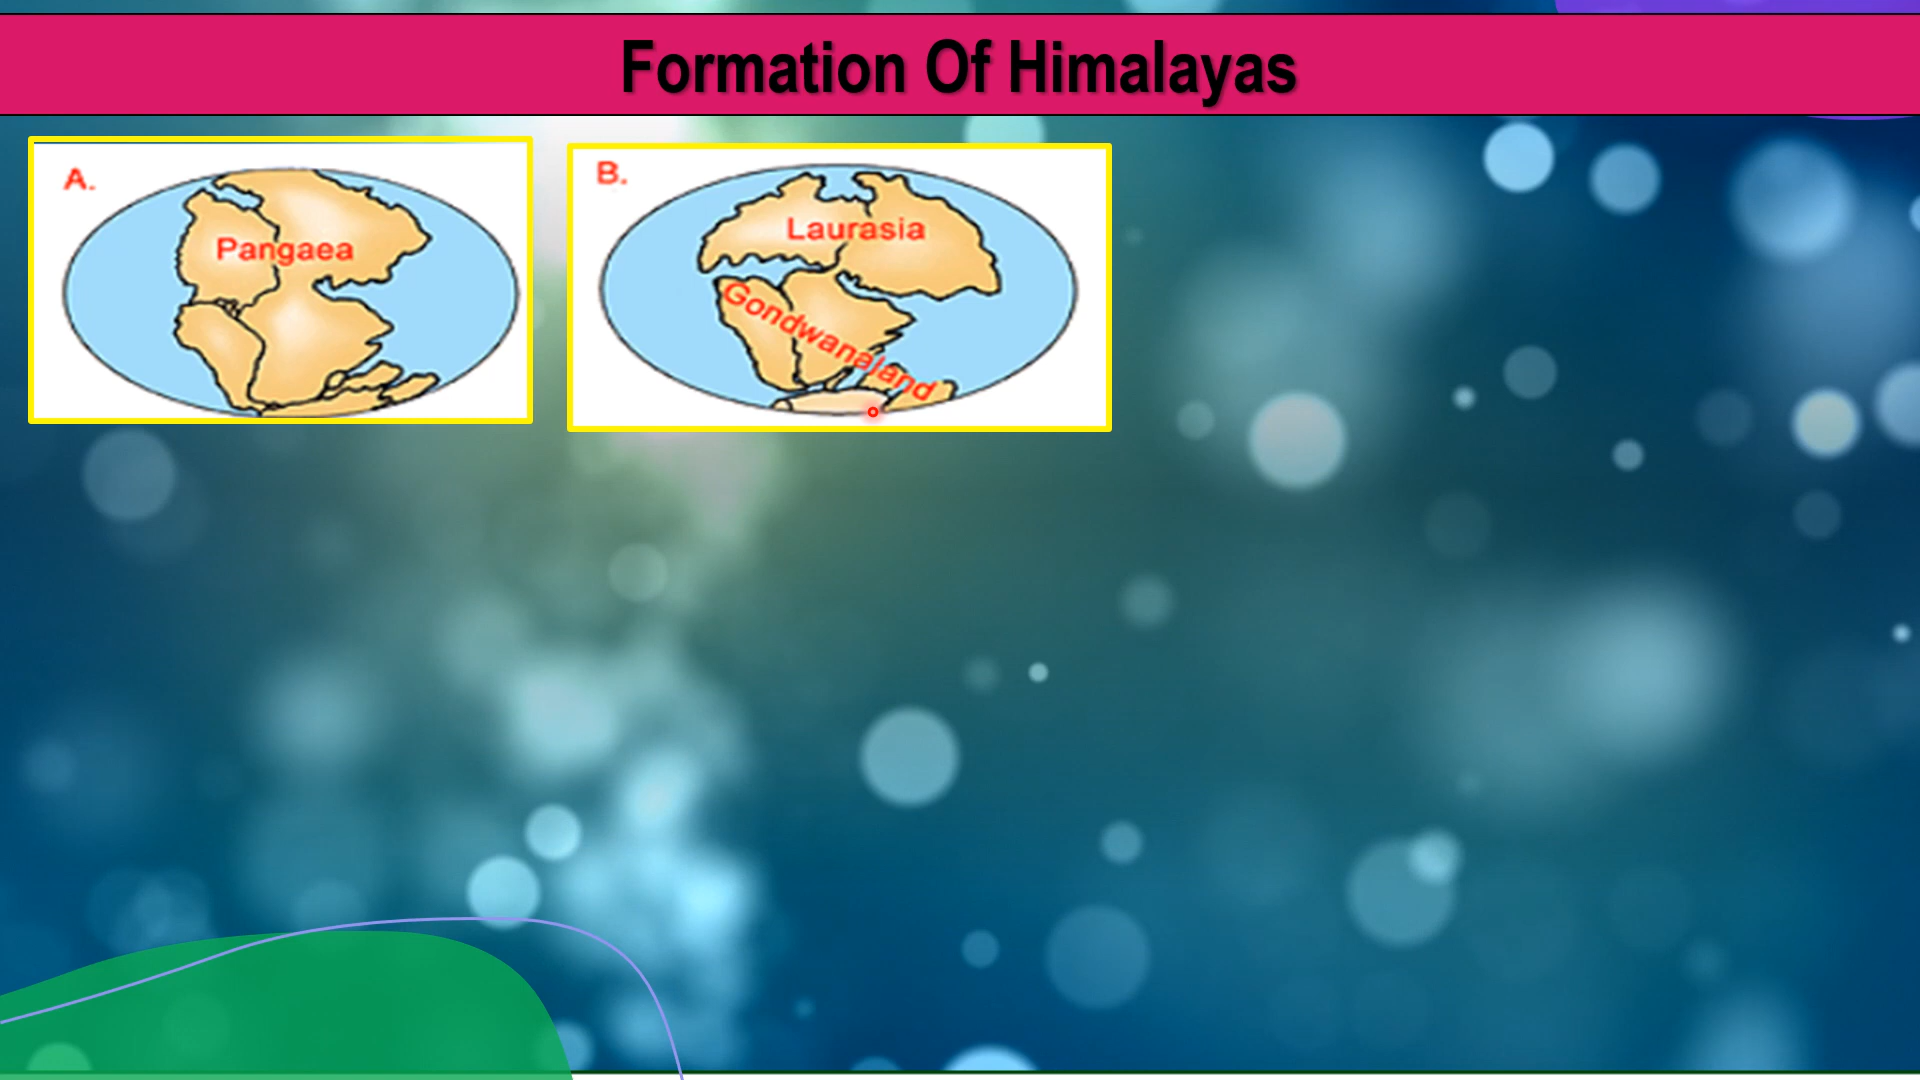 Formation Of Himalayas
A.
Pangaea
B.
Laurasia
Gondwanaland